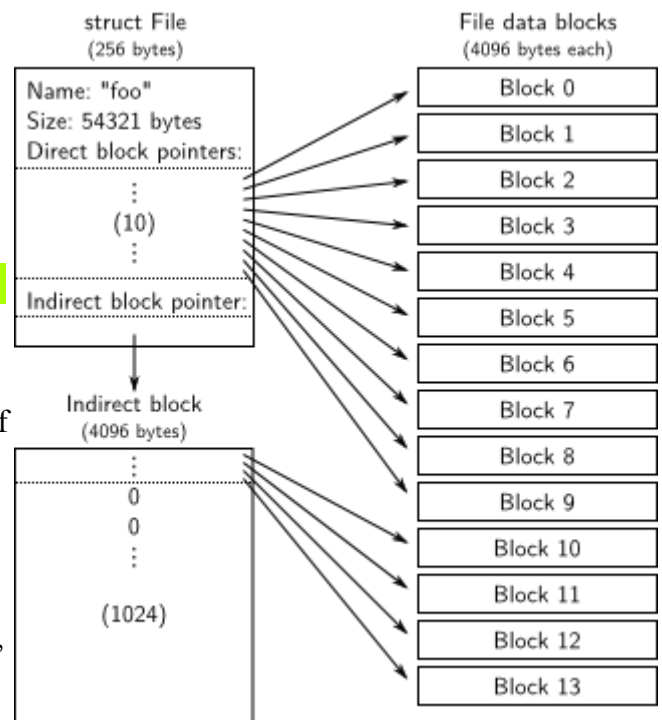 struct File
(256 bytes)
Name: "foo"
Size: 54321 bytes
Direct block pointers:
⋮
(10)
⋮
Indirect block pointer:
f
Indirect block
(4096 bytes)
⋮
0
0
⋮
(1024)
,
File data blocks
(4096 bytes each)
Block 0
Block 1
Block 2
Block 3
Block 4
Block 5
Block 6
Block 7
Block 8
Block 9
Block 10
Block 11
Block 12
Block 13